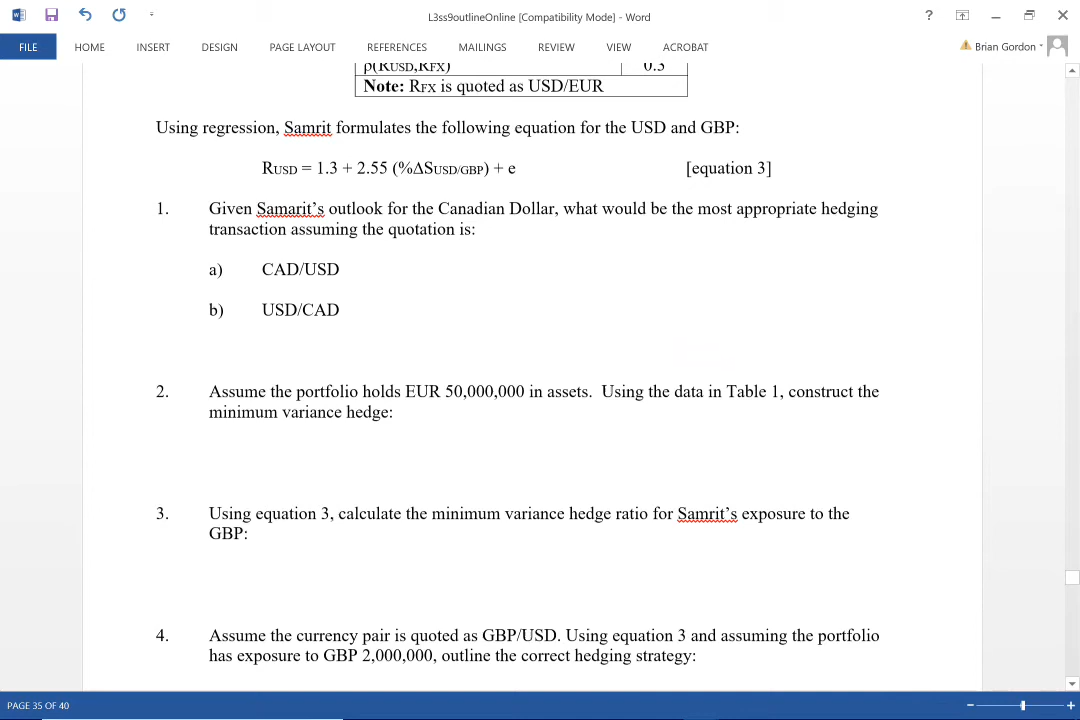 L3ss9outlineOnline [Compatibility Mode] - Word
FILE HOME INSERT DESIGN PAGE LAYOUT REFERENCES MAILINGS REVIEW VIEW ACROBAT Brian Gordon
ρ(RUSD,RFX) 0.3
Note: RFX is quoted as USD/EUR
Using regression, Samrit formulates the following equation for the USD and GBP:
RUSD = 1.3 + 2.55 (%ΔSUSD/GBP) + e [equation 3]
1. Given Samarit's outlook for the Canadian Dollar, what would be the most appropriate hedging
transaction assuming the quotation is:
a) CAD/USD
b) USD/CAD
2. Assume the portfolio holds EUR 50,000,000 in assets. Using the data in Table 1, construct the
minimum variance hedge:
3. Using equation 3, calculate the minimum variance hedge ratio for Samrit's exposure to the
GBP:
4. Assume the currency pair is quoted as GBP/USD. Using equation 3 and assuming the portfolio
has exposure to GBP 2,000,000, outline the correct hedging strategy:
PAGE 35 OF 40